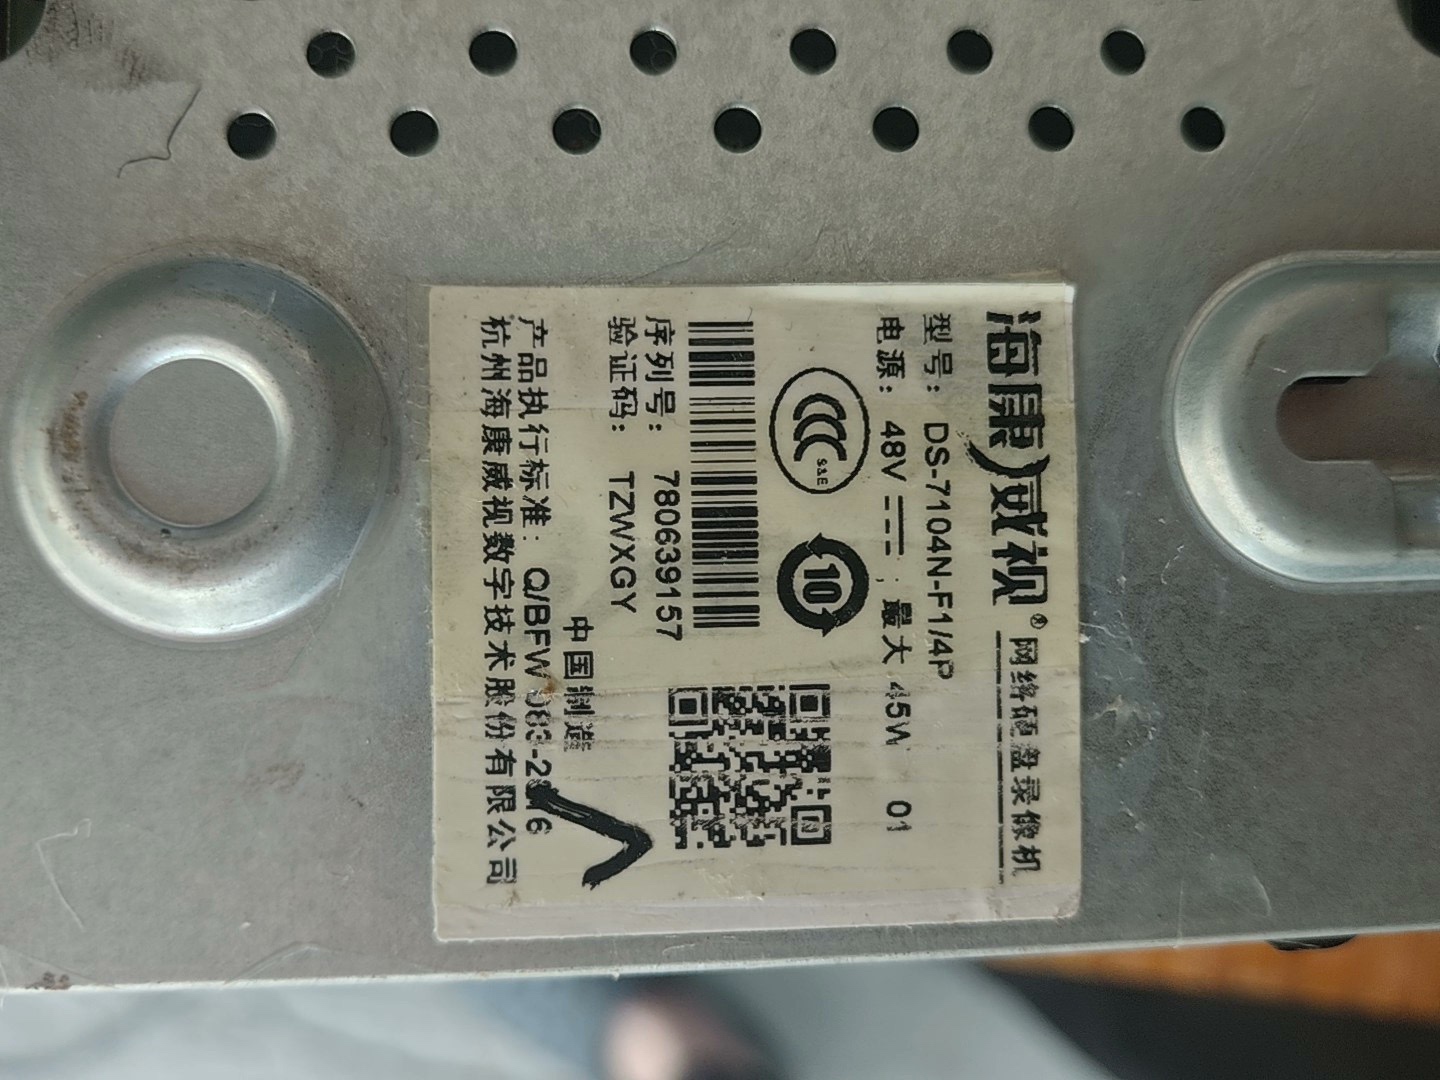 海康威视® 网络硬盘录像机
型号: DS-7104N-F1/4P
电源: 48V ; 最大 45W 01
S&E
10
序列号: 780639157
验证码: TZWXGY
中国制造
产品执行标准: Q/BFW
杭州海康威视数字技术股份有限公司